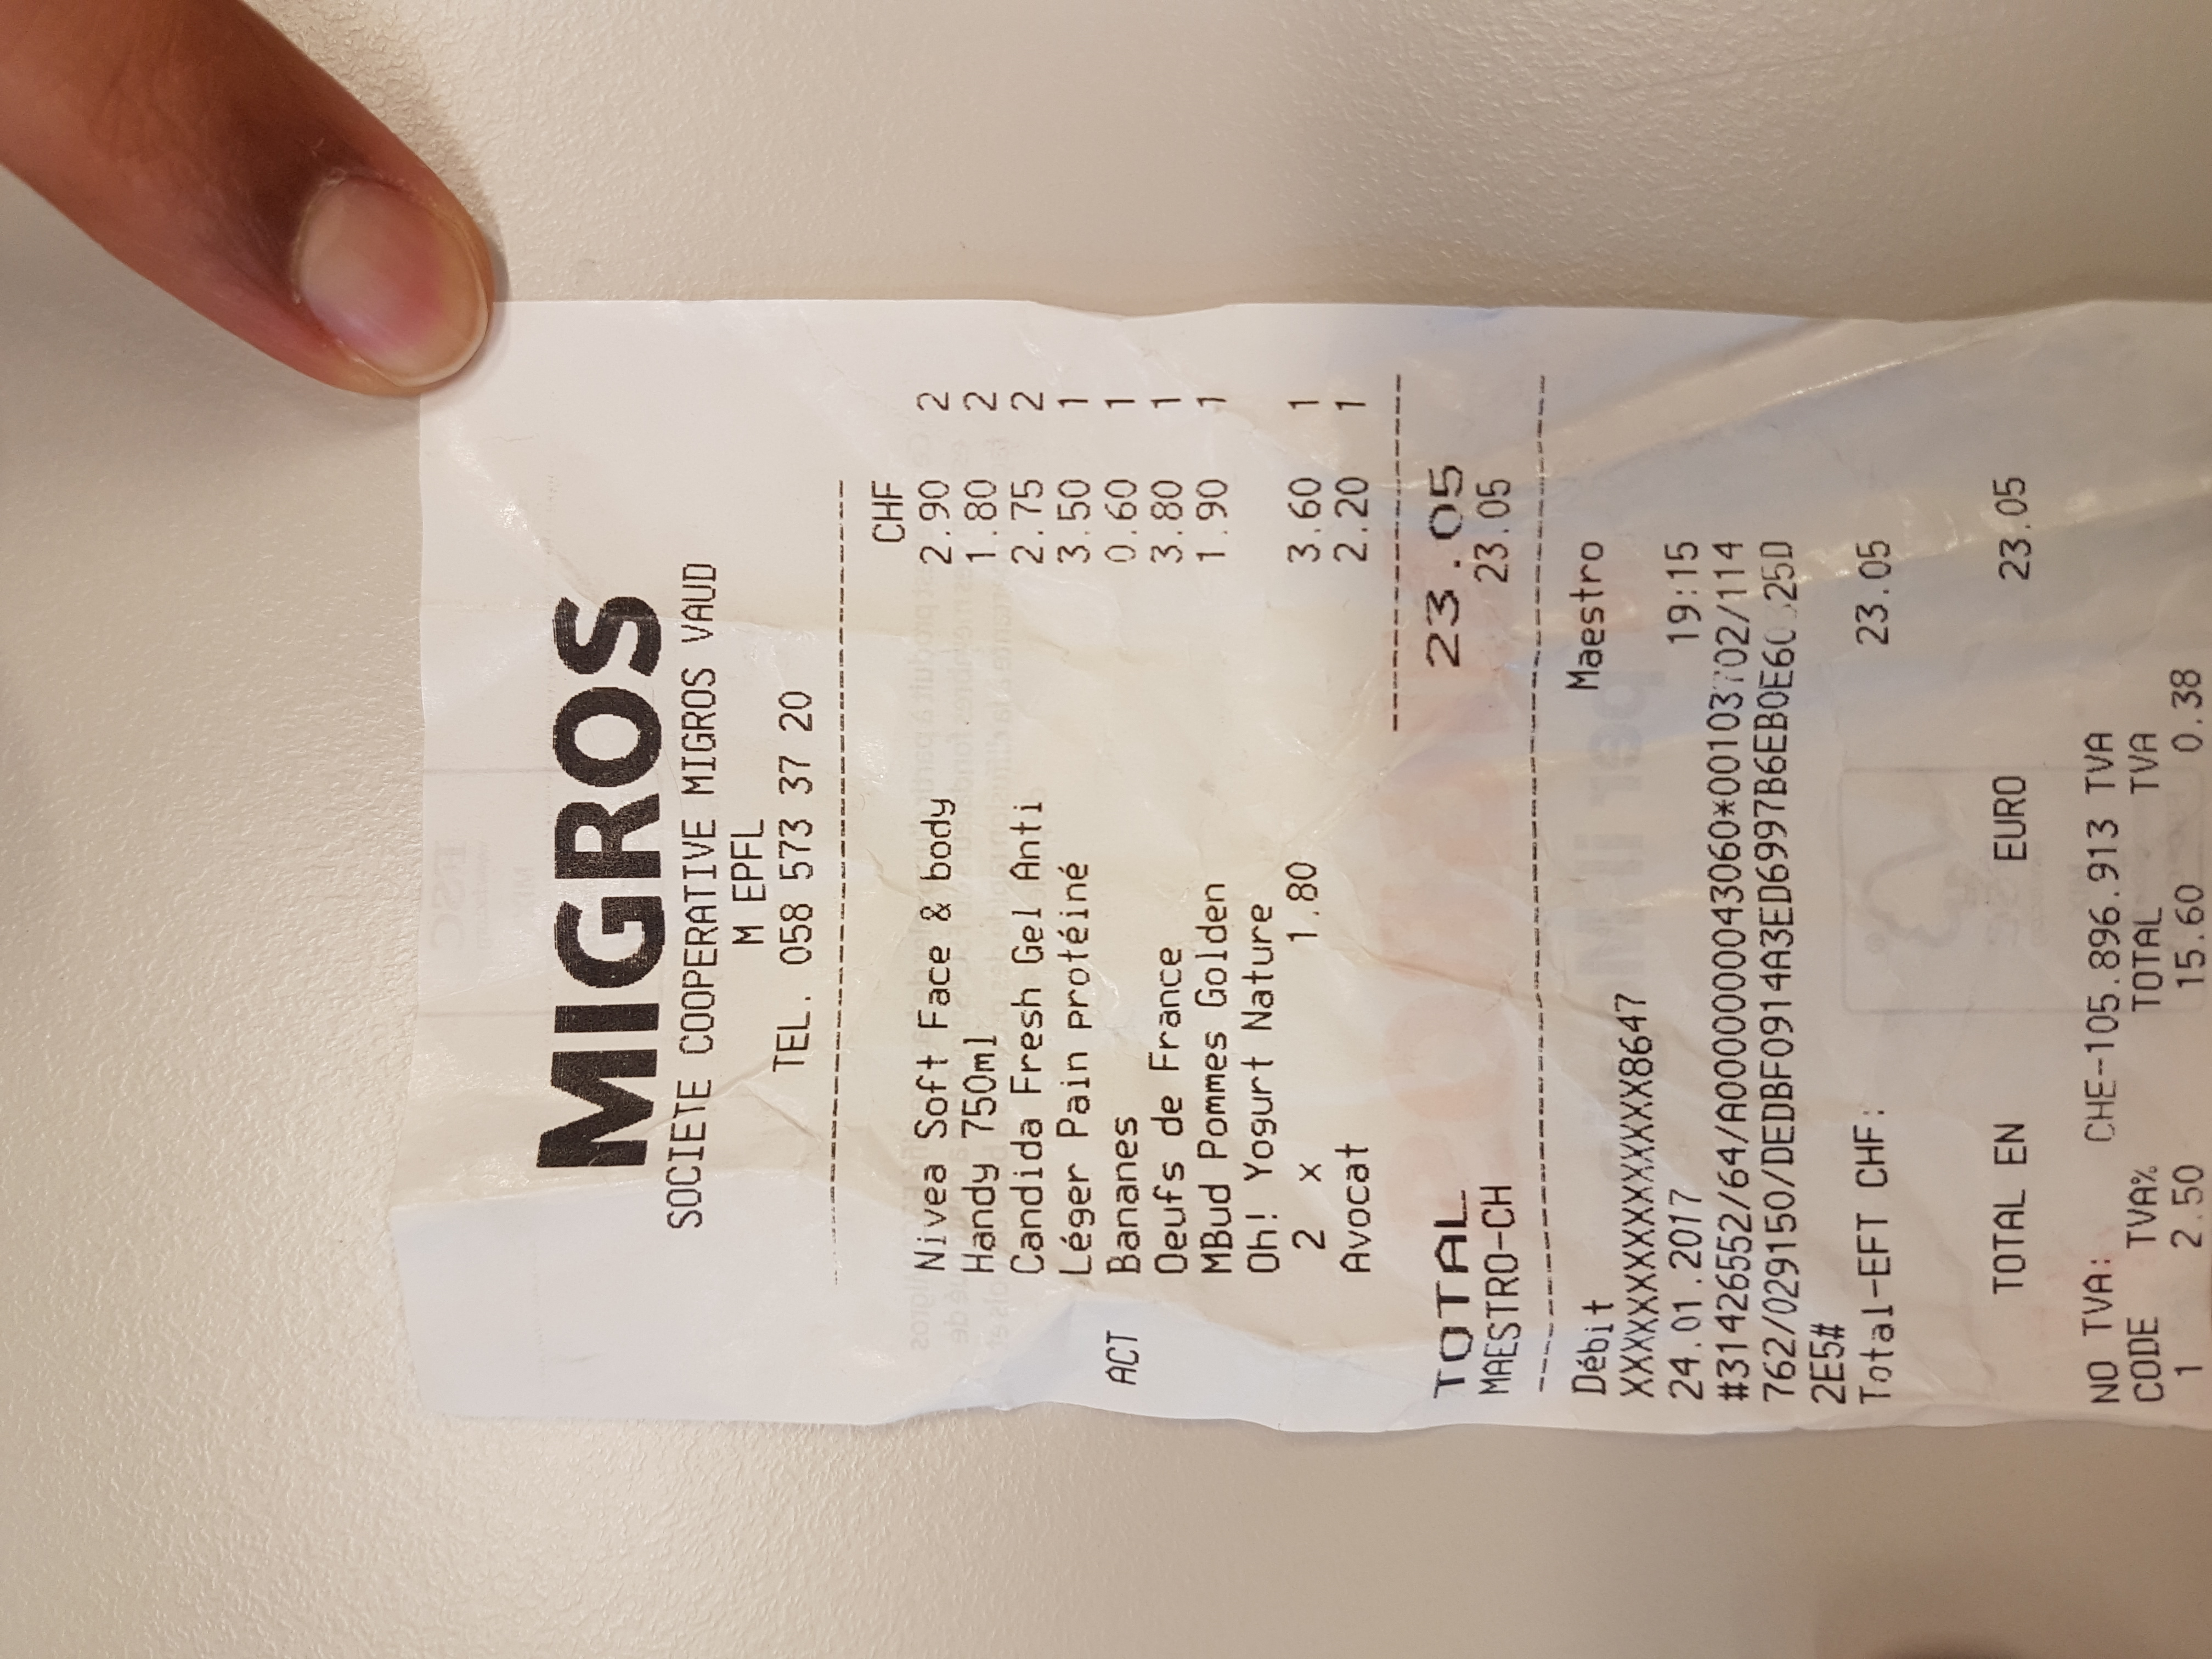 MIGROS
SOCIETE COOPERATIVE MIGROS VAUD
M EPFL
TEL. 058 573 37 20
CHF
Nivea Soft Face & body 2.90 2
Handy 750ml 1.80 2
Candida Fresh Gel Anti 2.75 2
Léger Pain protéiné 3.50 1
ACT Bananes 0.60 1
Oeufs de France 3.80 1
MBud Pommes Golden 1.90 1
Oh! Yogurt Nature
2 x 1.80 3.60 1
Avocat 2.20 1
TOTAL 23.05
MAESTRO-CH 23.05
Débit Maestro
XXXXXXXXXXXXXXX8647
24.01.2017 19:15
#31426552/64/A0000000043060*00103702/114
2E5#
Total-EFT CHF: 23.05
TOTAL EN EURO 23.05
NO TVA: CHE-105.896.913 TVA
CODE TVA% TOTAL TVA
1 2.50 15.60 0.38